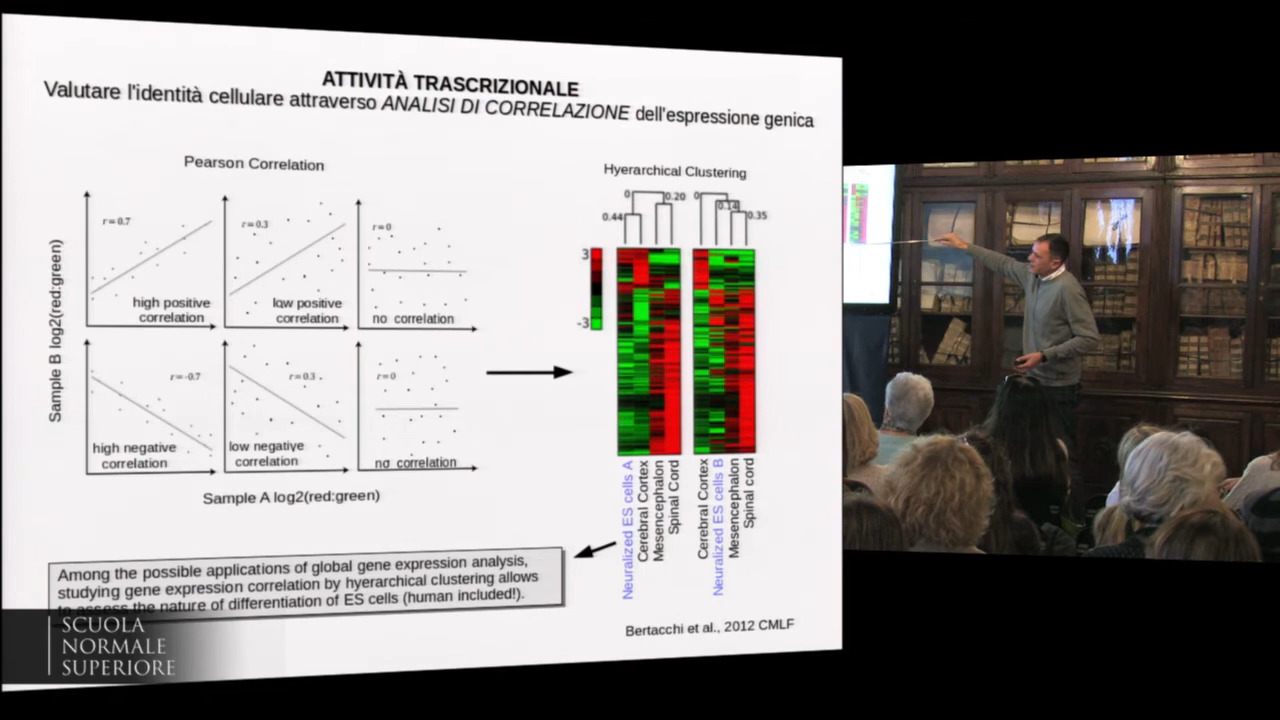 ATTIVITÀ TRASCRIZIONALE
Valutare l'identità cellulare attraverso ANALISI DI CORRELAZIONE dell'espressione genica
Pearson Correlation
Sample B log2(red:green)
r=0.7
high positive
correlation
r=0.3
low positive
correlation
r=0
no correlation
r=-0.7
high negative
correlation
r=0.3
low negative
correlation
r=0
no correlation
Sample A log2(red:green)
Hyerarchical Clustering
0
0.20
0.44
0
0.14
0.35
3
-3
Neuralized ES cells A
Cerebral Cortex
Mesencephalon
Spinal Cord
Cerebral Cortex
Neuralized ES cells B
Mesencephalon
Spinal cord
Among the possible applications of global gene expression analysis,
studying gene expression correlation by hyerarchical clustering allows
to assess the nature of differentiation of ES cells (human included!).
Bertacchi et al., 2012 CMLF
SCUOLA
NORMALE
SUPERIORE